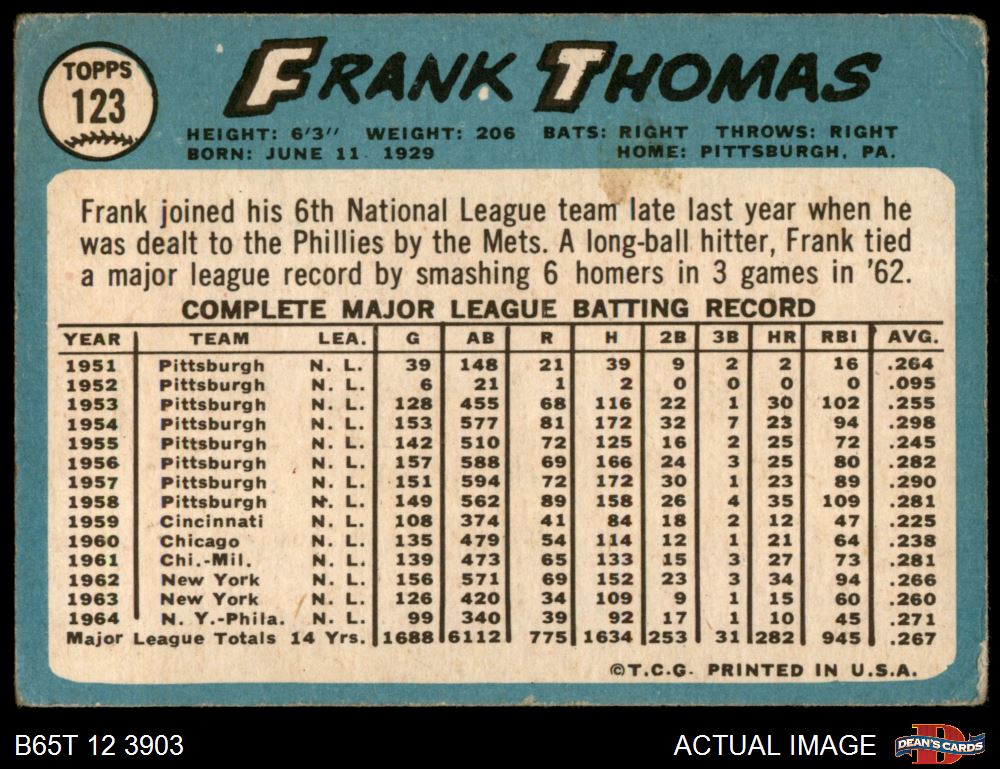 TOPPS
123
FRANK THOMAS
HEIGHT: 6'3" WEIGHT: 206 BATS: RIGHT THROWS: RIGHT
BORN: JUNE 11 1929 HOME: PITTSBURGH, PA.
Frank joined his 6th National League team late last year when he
was dealt to the Phillies by the Mets. A long-ball hitter, Frank tied
a major league record by smashing 6 homers in 3 games in '62.
COMPLETE MAJOR LEAGUE BATTING RECORD
YEAR TEAM LEA. G AB R H 2B 3B HR RBI AVG.
1951 Pittsburgh N. L. 39 148 21 39 9 2 2 16 .264
1952 Pittsburgh N. L. 6 21 1 2 0 0 0 0 .095
1953 Pittsburgh N. L. 128 455 68 116 22 1 30 102 .255
1954 Pittsburgh N. L. 153 577 81 172 32 7 23 94 .298
1955 Pittsburgh N. L. 142 510 72 125 16 2 25 72 .245
1956 Pittsburgh N. L. 157 588 69 166 24 3 25 80 .282
1957 Pittsburgh N. L. 151 594 72 172 30 1 23 89 .290
1958 Pittsburgh N. L. 149 562 89 158 26 4 35 109 .281
1959 Cincinnati N. L. 108 374 41 84 18 2 12 47 .225
1960 Chicago N. L. 135 479 54 114 12 1 21 64 .238
1961 Chi.-Mil. N. L. 139 473 65 133 15 3 27 73 .281
1962 New York N. L. 156 571 69 152 23 3 34 94 .266
1963 New York N. L. 126 420 34 109 9 1 15 60 .260
1964 N. Y.-Phila. N. L. 99 340 39 92 17 1 10 45 .271
Major League Totals 14 Yrs. 1688 6112 775 1634 253 31 282 945 .267
©T.C.G. PRINTED IN U.S.A.
B65T 12 3903
ACTUAL IMAGE
D
DEAN'S CARDS